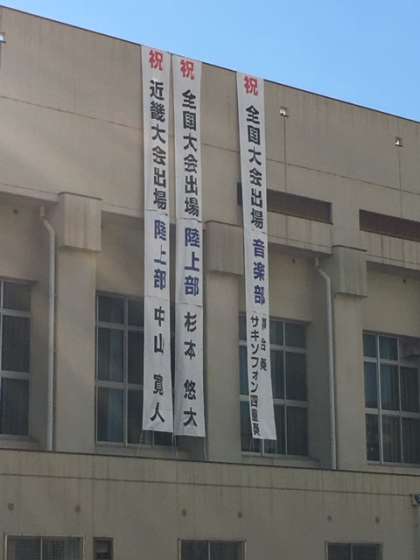 祝 近畿大会出場 陸上部 中山 寛人
祝 全国大会出場 陸上部 杉本 悠大
祝 全国大会出場 音楽部
サキソフォン四重奏